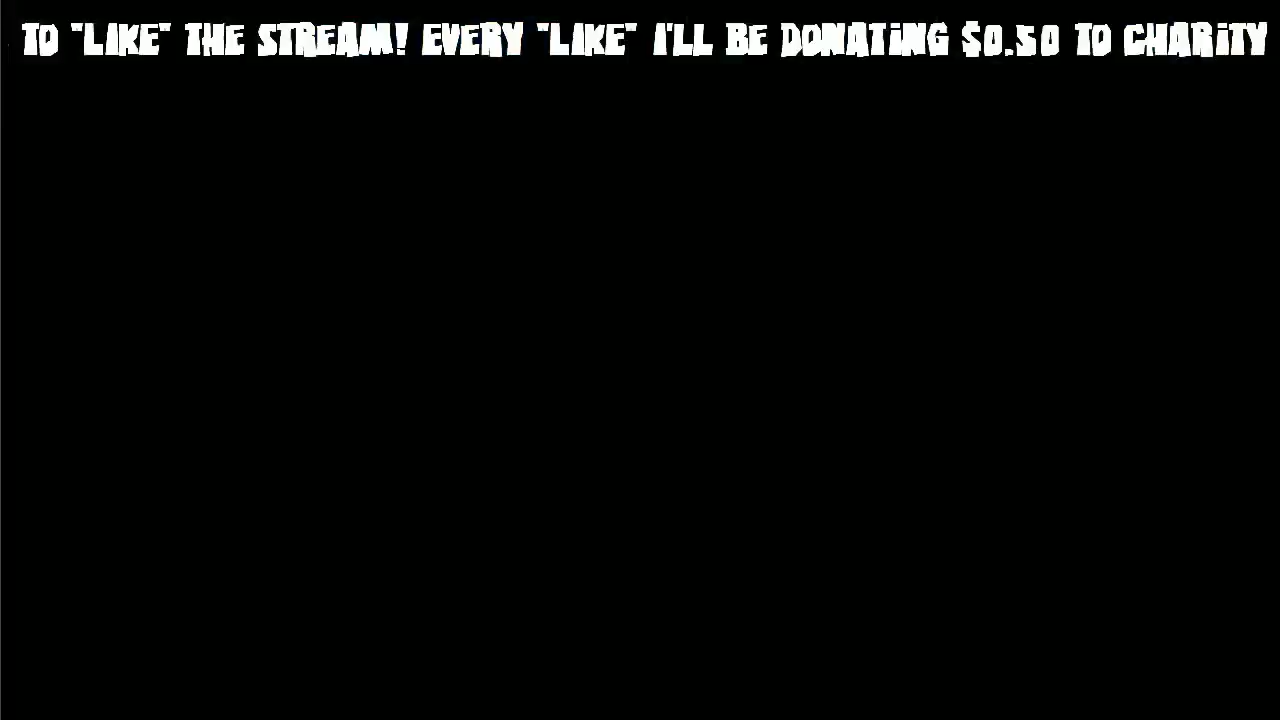 TO "LIKE" THE STREAM! EVERY "LIKE" I'LL BE DONATING $0.50 TO CHARITY